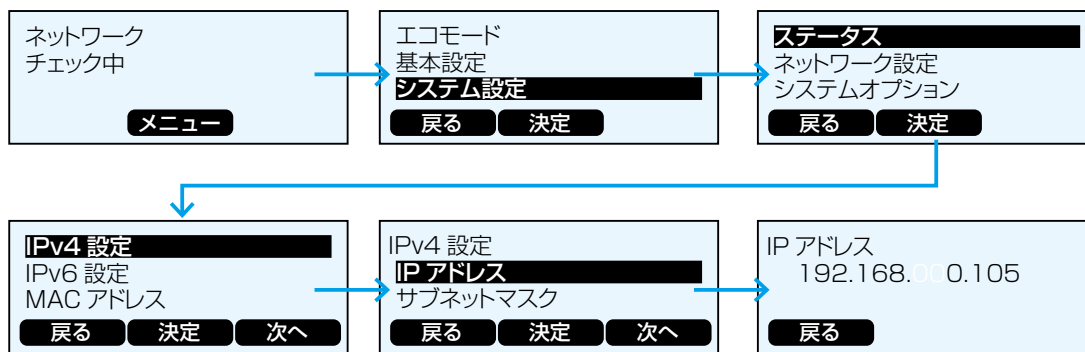 ネットワーク
チェック中
メニュー
エコモード
基本設定
システム設定
戻る 決定
ステータス
ネットワーク設定
システムオプション
戻る 決定
IPv4 設定
IPv6 設定
MAC アドレス
戻る 決定 次へ
IPv4 設定
IP アドレス
サブネットマスク
戻る 決定 次へ
IP アドレス
192.168.000.105
戻る